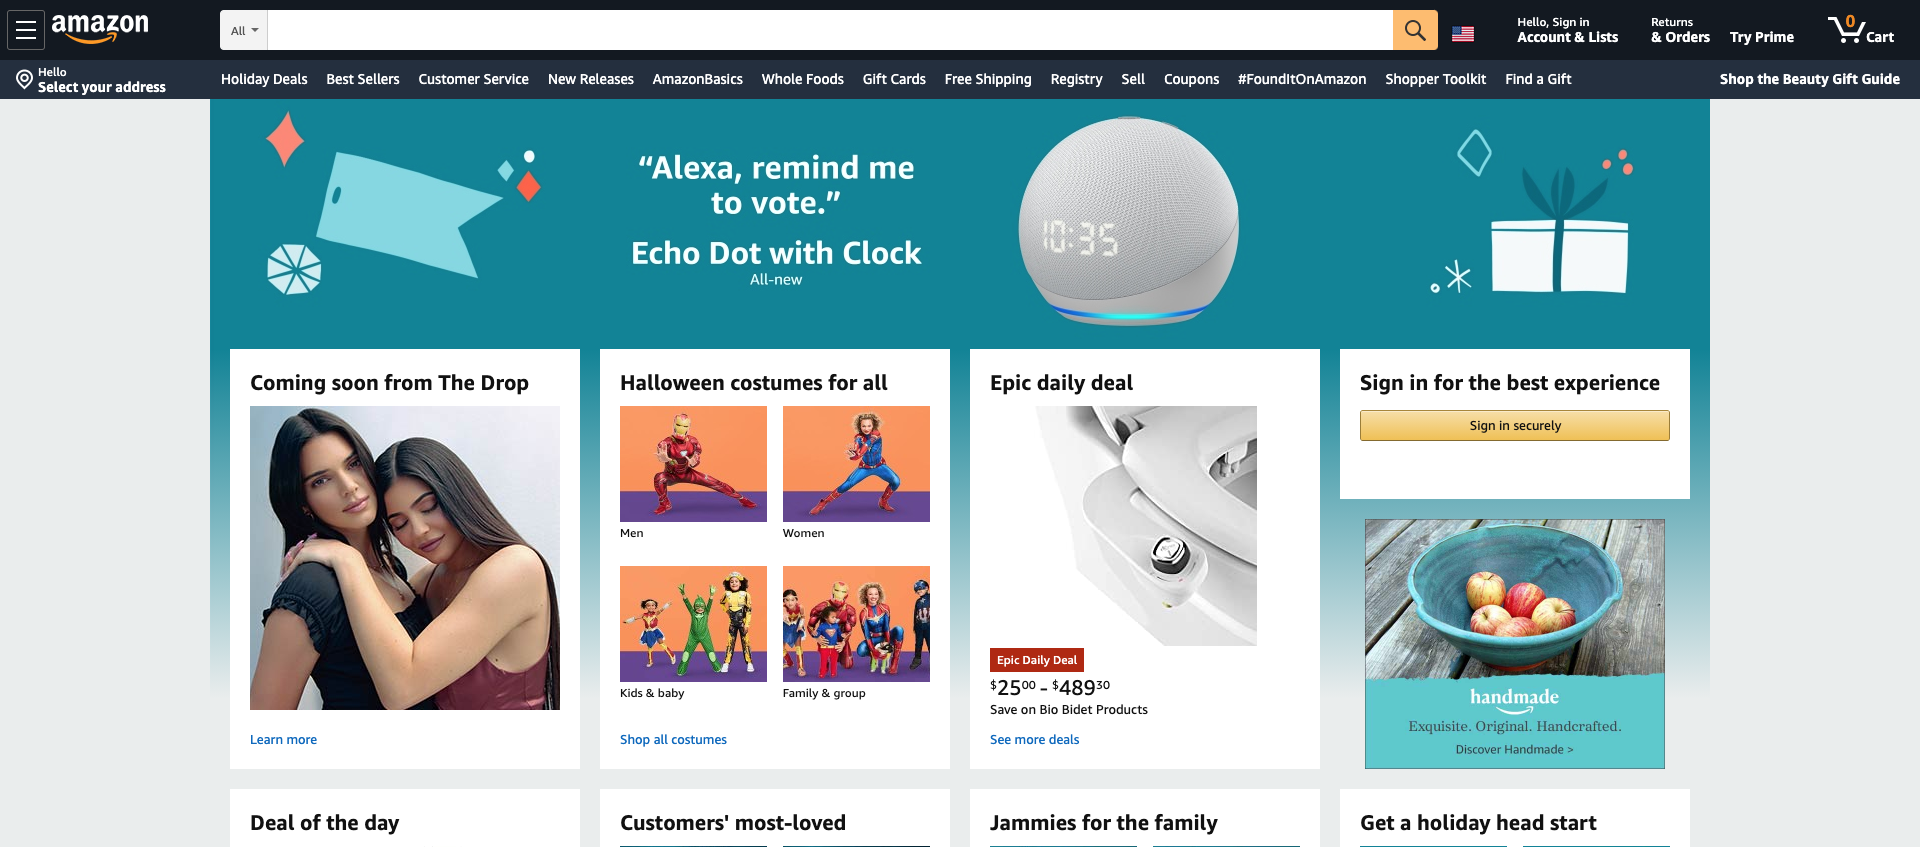 amazon
All
Hello, Sign in
Account & Lists
Returns
& Orders
Try Prime
0
Cart
Hello
Select your address
Holiday Deals
Best Sellers
Customer Service
New Releases
AmazonBasics
Whole Foods
Gift Cards
Free Shipping
Registry
Sell
Coupons
#FoundItOnAmazon
Shopper Toolkit
Find a Gift
Shop the Beauty Gift Guide
“Alexa, remind me
to vote.”
Echo Dot with Clock
All-new
10:35
Coming soon from The Drop
Learn more
Halloween costumes for all
Men
Women
Kids & baby
Family & group
Shop all costumes
Epic daily deal
Epic Daily Deal
$2500 - $48930
Save on Bio Bidet Products
See more deals
Sign in for the best experience
Sign in securely
handmade
Exquisite. Original. Handcrafted.
Discover Handmade >
Deal of the day
Customers' most-loved
Jammies for the family
Get a holiday head start